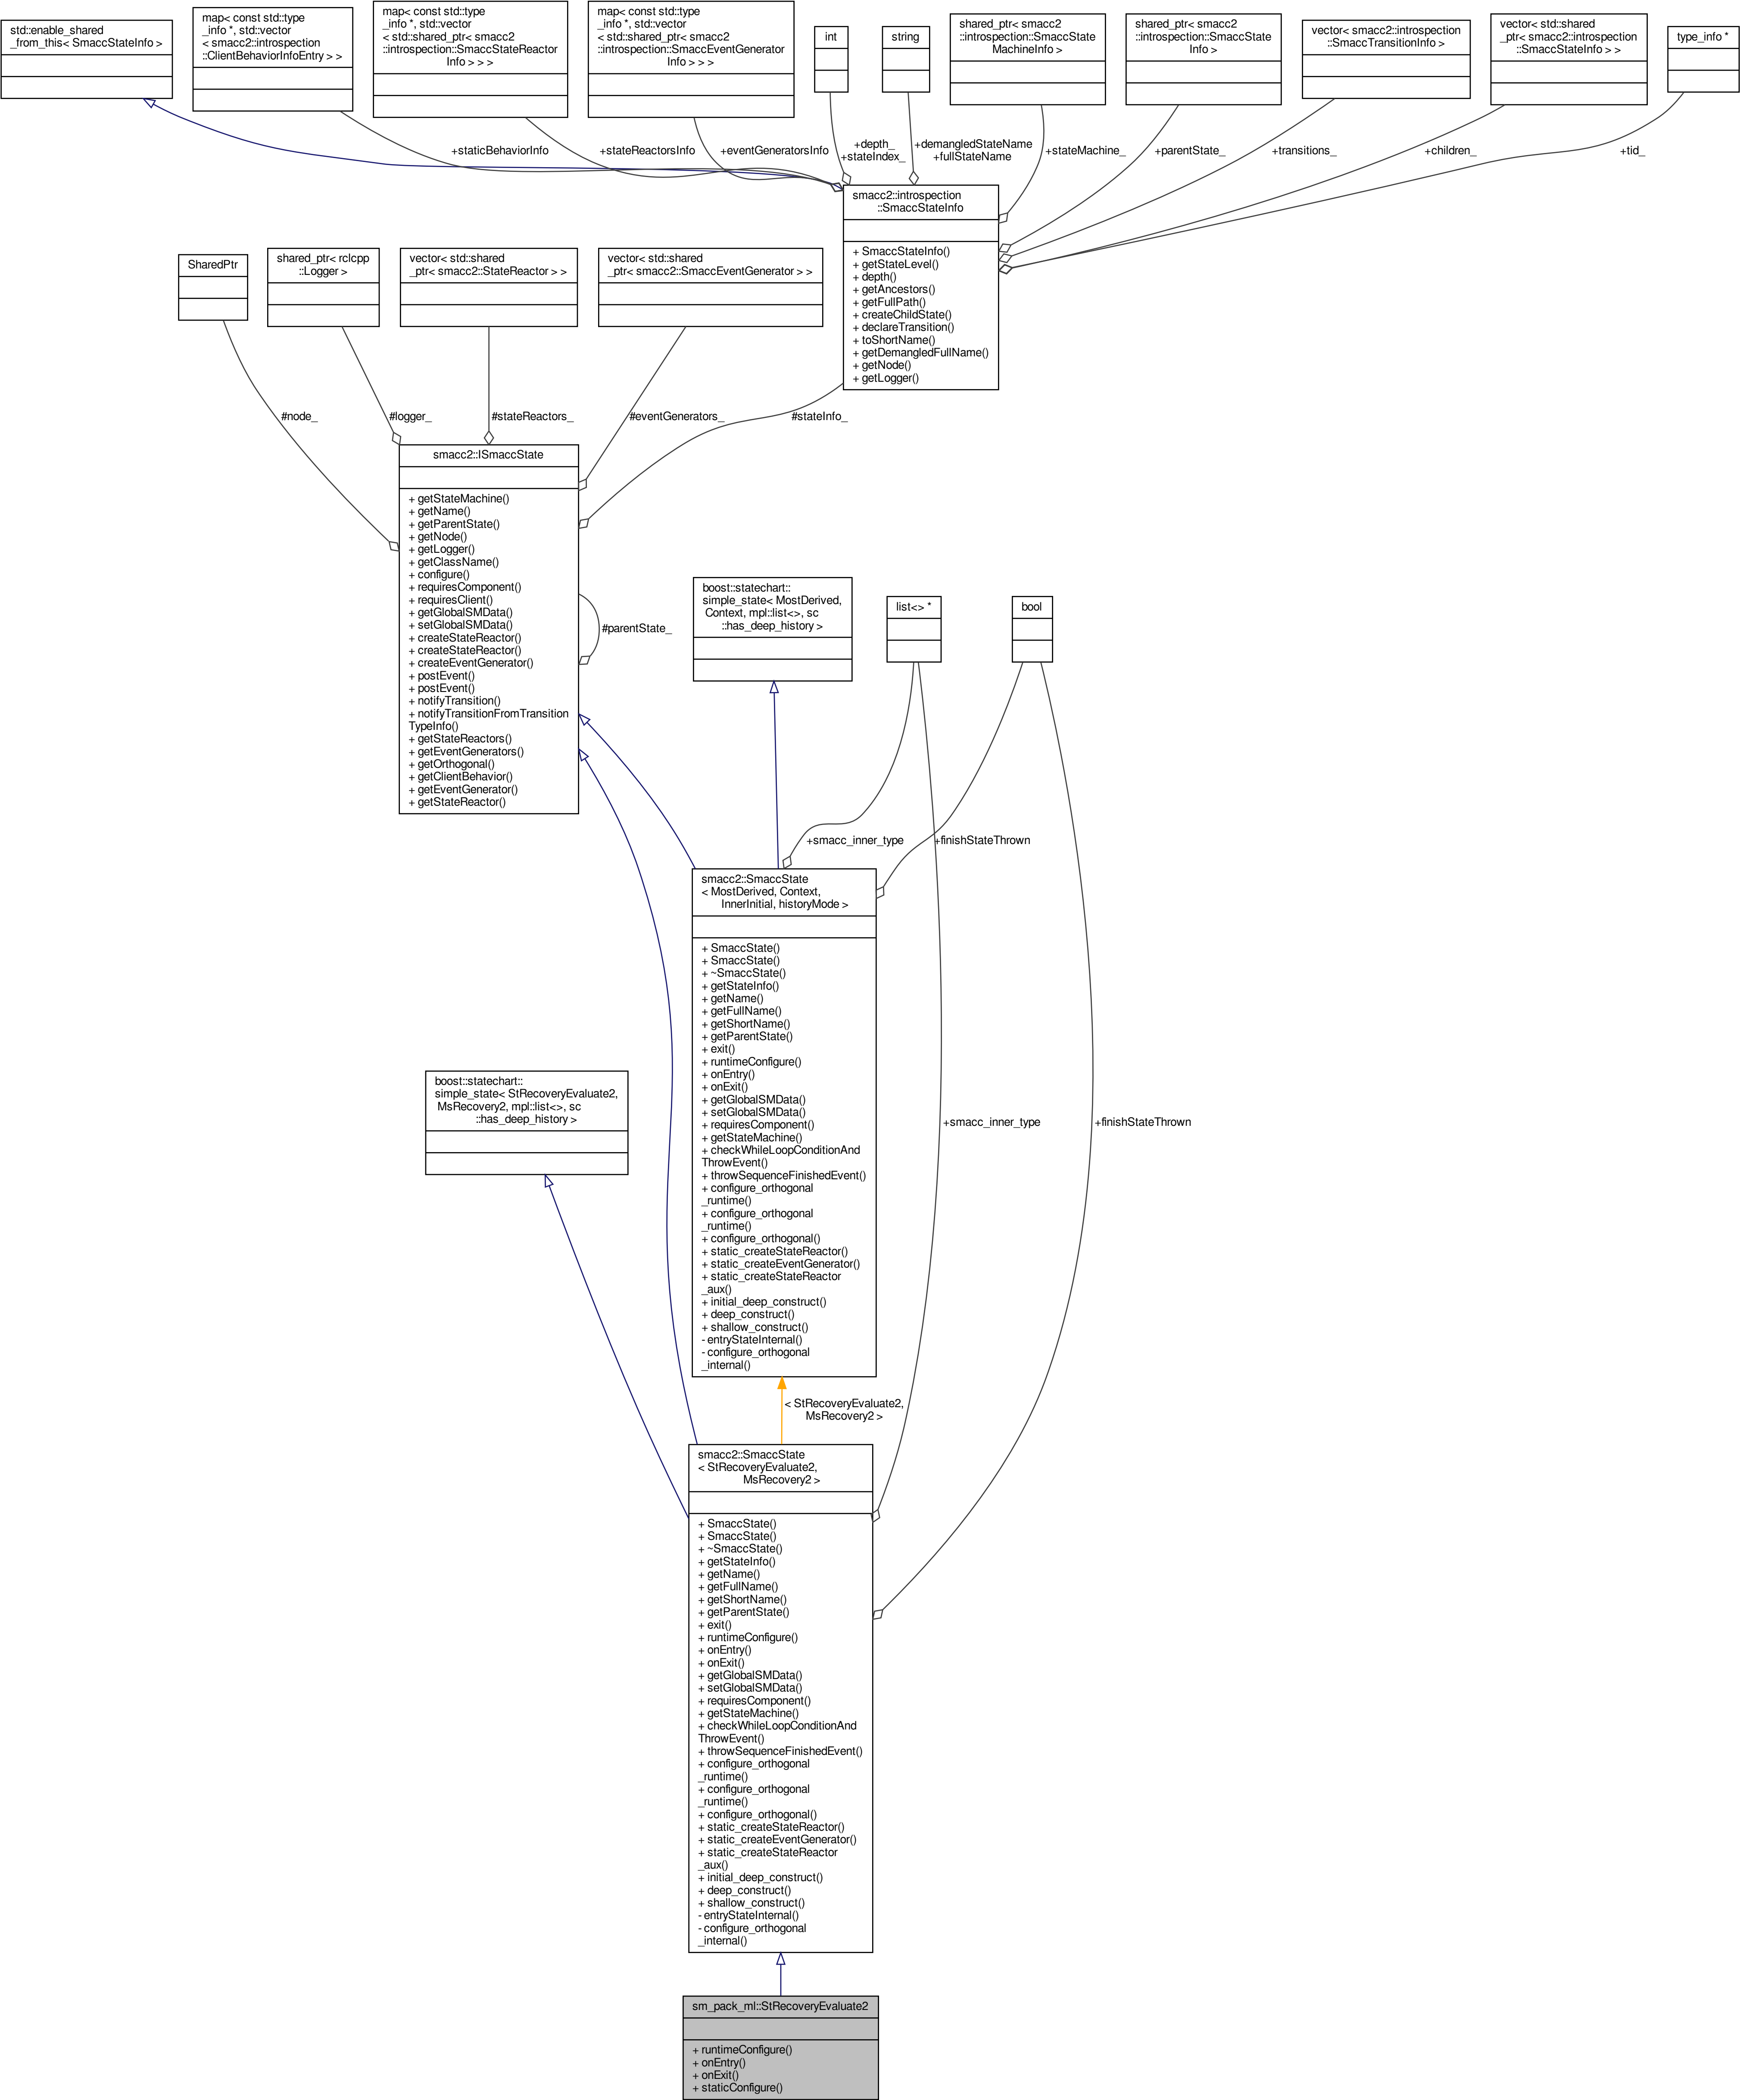 std::enable_shared
_from_this< SmaccStateInfo >
map< const std::type
_info *, std::vector
< smacc2::introspection
::ClientBehaviorInfoEntry > >
map< const std::type
_info *, std::vector
< std::shared_ptr< smacc2
::introspection::SmaccStateReactor
Info > > >
map< const std::type
_info *, std::vector
< std::shared_ptr< smacc2
::introspection::SmaccEventGenerator
Info > > >
int
string
shared_ptr< smacc2
::introspection::SmaccState
MachineInfo >
shared_ptr< smacc2
::introspection::SmaccState
Info >
vector< smacc2::introspection
::SmaccTransitionInfo >
vector< std::shared
_ptr< smacc2::introspection
::SmaccStateInfo > >
type_info *
+staticBehaviorInfo
+stateReactorsInfo
+eventGeneratorsInfo
+depth_
+stateIndex_
+demangledStateName
+fullStateName
+stateMachine_
+parentState_
+transitions_
+children_
+tid_
smacc2::introspection
::SmaccStateInfo
+ SmaccStateInfo()
+ getStateLevel()
+ depth()
+ getAncestors()
+ getFullPath()
+ createChildState()
+ declareTransition()
+ toShortName()
+ getDemangledFullName()
+ getNode()
+ getLogger()
SharedPtr
shared_ptr< rclcpp
::Logger >
vector< std::shared
_ptr< smacc2::StateReactor > >
vector< std::shared
_ptr< smacc2::SmaccEventGenerator > >
#node_
#logger_
#stateReactors_
#eventGenerators_
#stateInfo_
smacc2::ISmaccState
+ getStateMachine()
+ getName()
+ getParentState()
+ getNode()
+ getLogger()
+ getClassName()
+ configure()
+ requiresComponent()
+ requiresClient()
+ getGlobalSMData()
+ setGlobalSMData()
+ createStateReactor()
+ createStateReactor()
+ createEventGenerator()
+ postEvent()
+ postEvent()
+ notifyTransition()
+ notifyTransitionFromTransition
TypeInfo()
+ getStateReactors()
+ getEventGenerators()
+ getOrthogonal()
+ getClientBehavior()
+ getEventGenerator()
+ getStateReactor()
#parentState_
boost::statechart::
simple_state< MostDerived,
Context, mpl::list<>, sc
::has_deep_history >
list<> *
bool
+smacc_inner_type
+finishStateThrown
smacc2::SmaccState
< MostDerived, Context,
InnerInitial, historyMode >
+ SmaccState()
+ SmaccState()
+ ~SmaccState()
+ getStateInfo()
+ getName()
+ getFullName()
+ getShortName()
+ getParentState()
+ exit()
+ runtimeConfigure()
+ onEntry()
+ onExit()
+ getGlobalSMData()
+ setGlobalSMData()
+ requiresComponent()
+ getStateMachine()
+ checkWhileLoopConditionAnd
ThrowEvent()
+ throwSequenceFinishedEvent()
+ configure_orthogonal
_runtime()
+ configure_orthogonal
_runtime()
+ configure_orthogonal()
+ static_createStateReactor()
+ static_createEventGenerator()
+ static_createStateReactor
_aux()
+ initial_deep_construct()
+ deep_construct()
+ shallow_construct()
- entryStateInternal()
- configure_orthogonal
_internal()
boost::statechart::
simple_state< StRecoveryEvaluate2,
MsRecovery2, mpl::list<>, sc
::has_deep_history >
+smacc_inner_type
+finishStateThrown
< StRecoveryEvaluate2,
MsRecovery2 >
smacc2::SmaccState
< StRecoveryEvaluate2,
MsRecovery2 >
+ SmaccState()
+ SmaccState()
+ ~SmaccState()
+ getStateInfo()
+ getName()
+ getFullName()
+ getShortName()
+ getParentState()
+ exit()
+ runtimeConfigure()
+ onEntry()
+ onExit()
+ getGlobalSMData()
+ setGlobalSMData()
+ requiresComponent()
+ getStateMachine()
+ checkWhileLoopConditionAnd
ThrowEvent()
+ throwSequenceFinishedEvent()
+ configure_orthogonal
_runtime()
+ configure_orthogonal
_runtime()
+ configure_orthogonal()
+ static_createStateReactor()
+ static_createEventGenerator()
+ static_createStateReactor
_aux()
+ initial_deep_construct()
+ deep_construct()
+ shallow_construct()
- entryStateInternal()
- configure_orthogonal
_internal()
sm_pack_ml::StRecoveryEvaluate2
+ runtimeConfigure()
+ onEntry()
+ onExit()
+ staticConfigure()